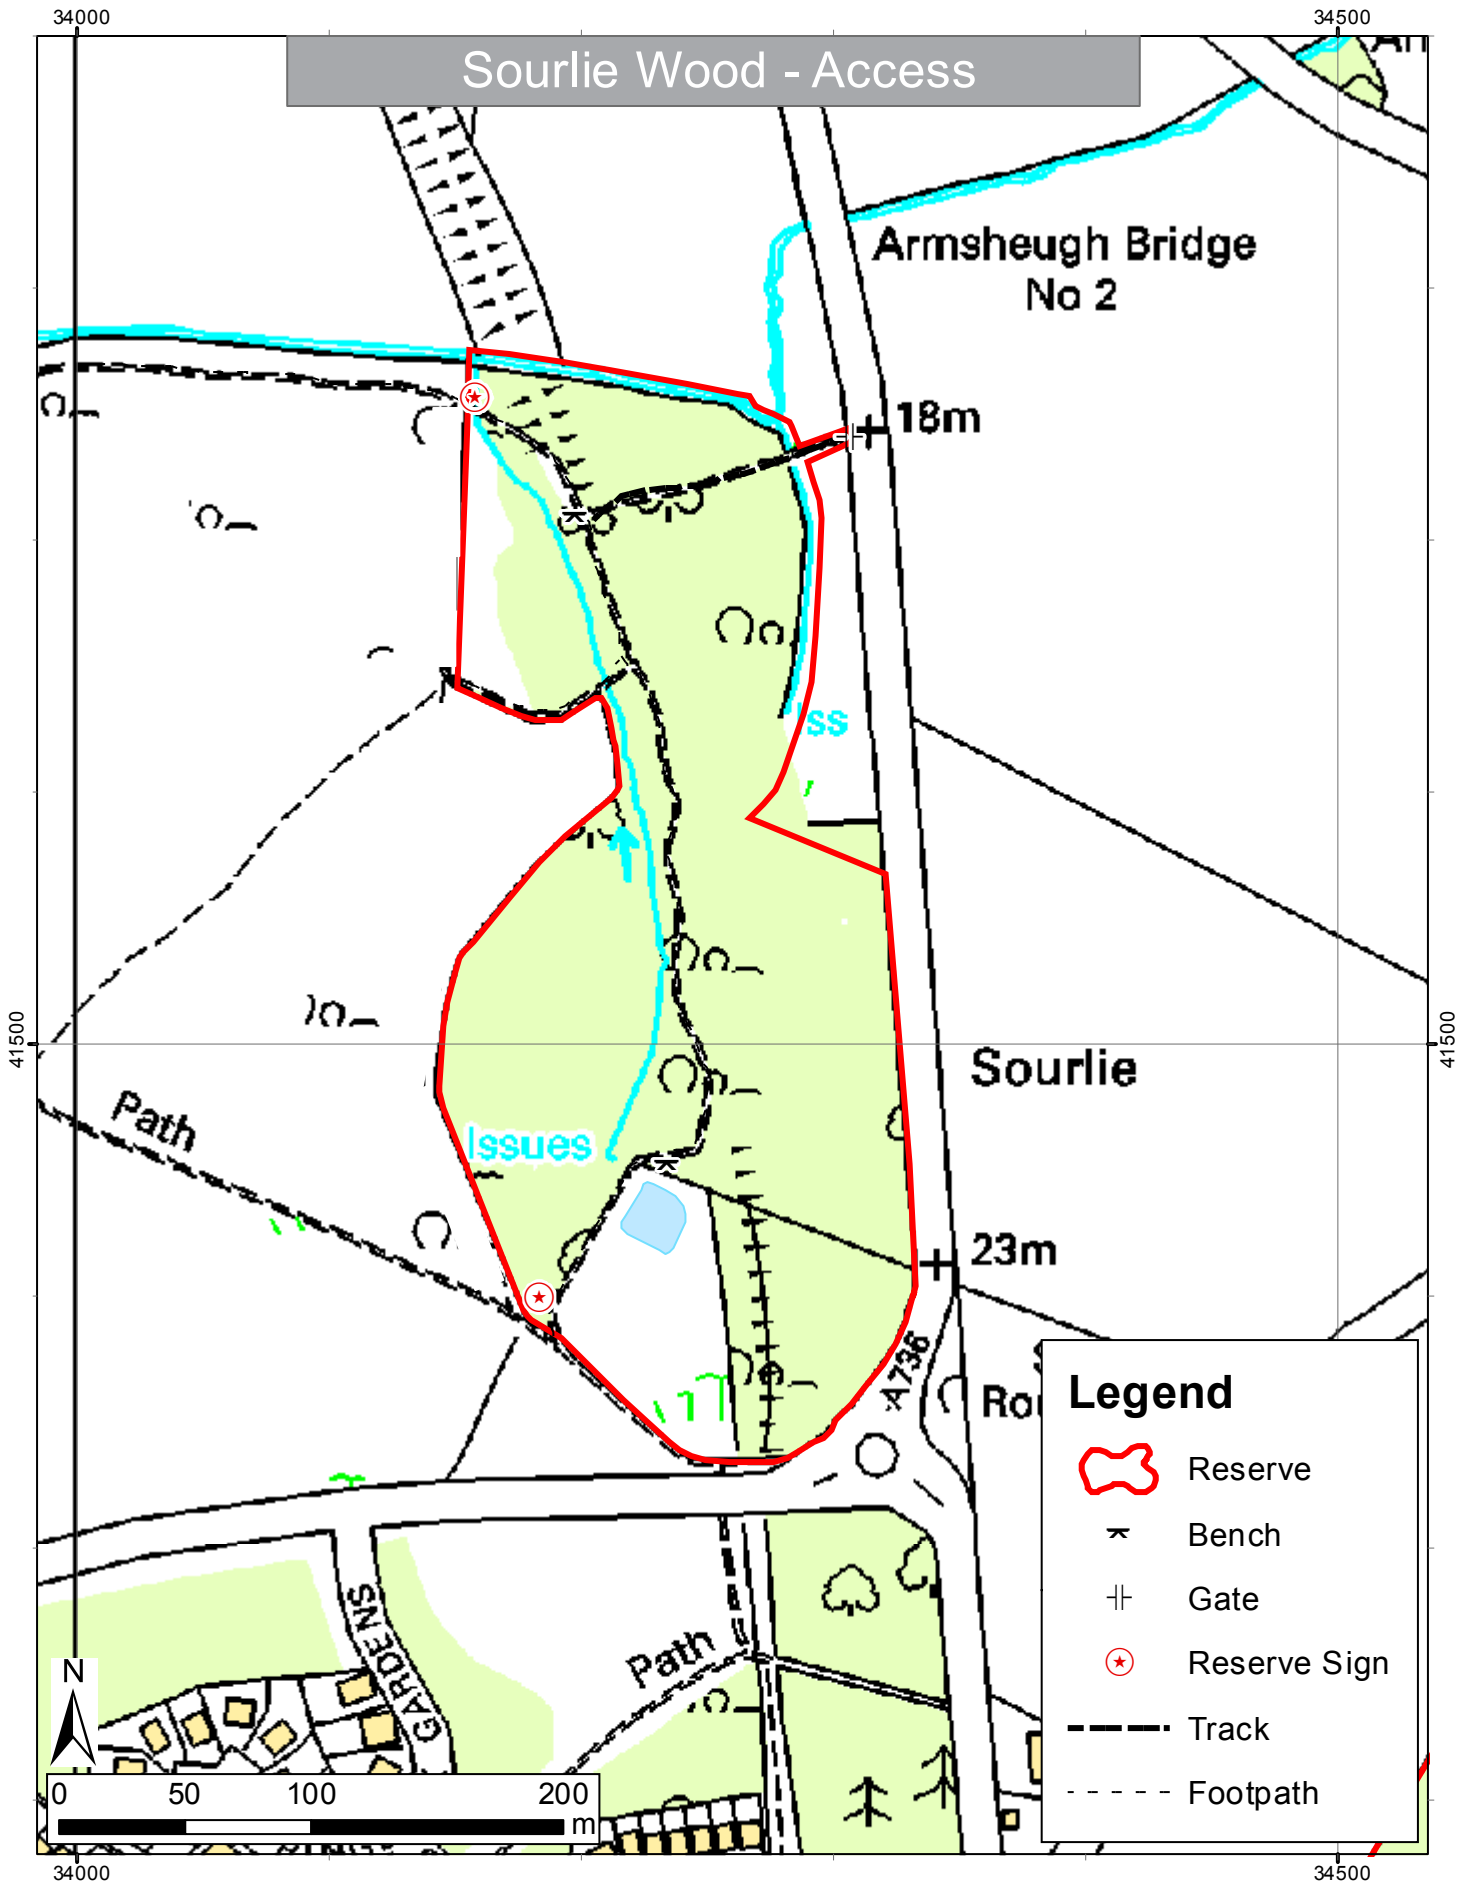 34000
34500
Sourlie Wood - Access
Armsheugh Bridge
No 2
18m
Iss
41500
41500
Sourlie
Path
Issues
23m
A736
Legend
Reserve
Bench
Gate
Reserve Sign
Track
Footpath
GARDENS
Path
N
0 50 100 200
m
34000
34500